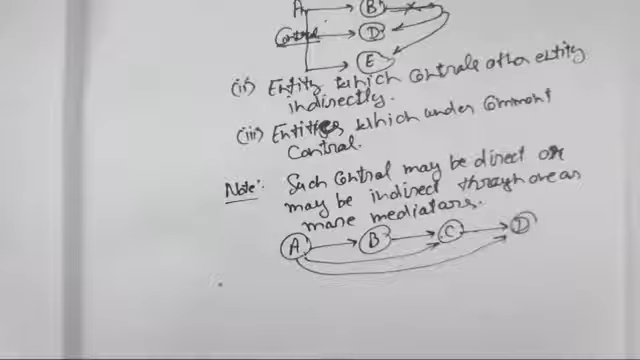 A B
Control D
E
(ii) Entity which controls other entity
indirectly.
(iii) Entities which under Common
Control.
Note: Such control may be direct or
may be indirect through one or
more mediators.
A B C D